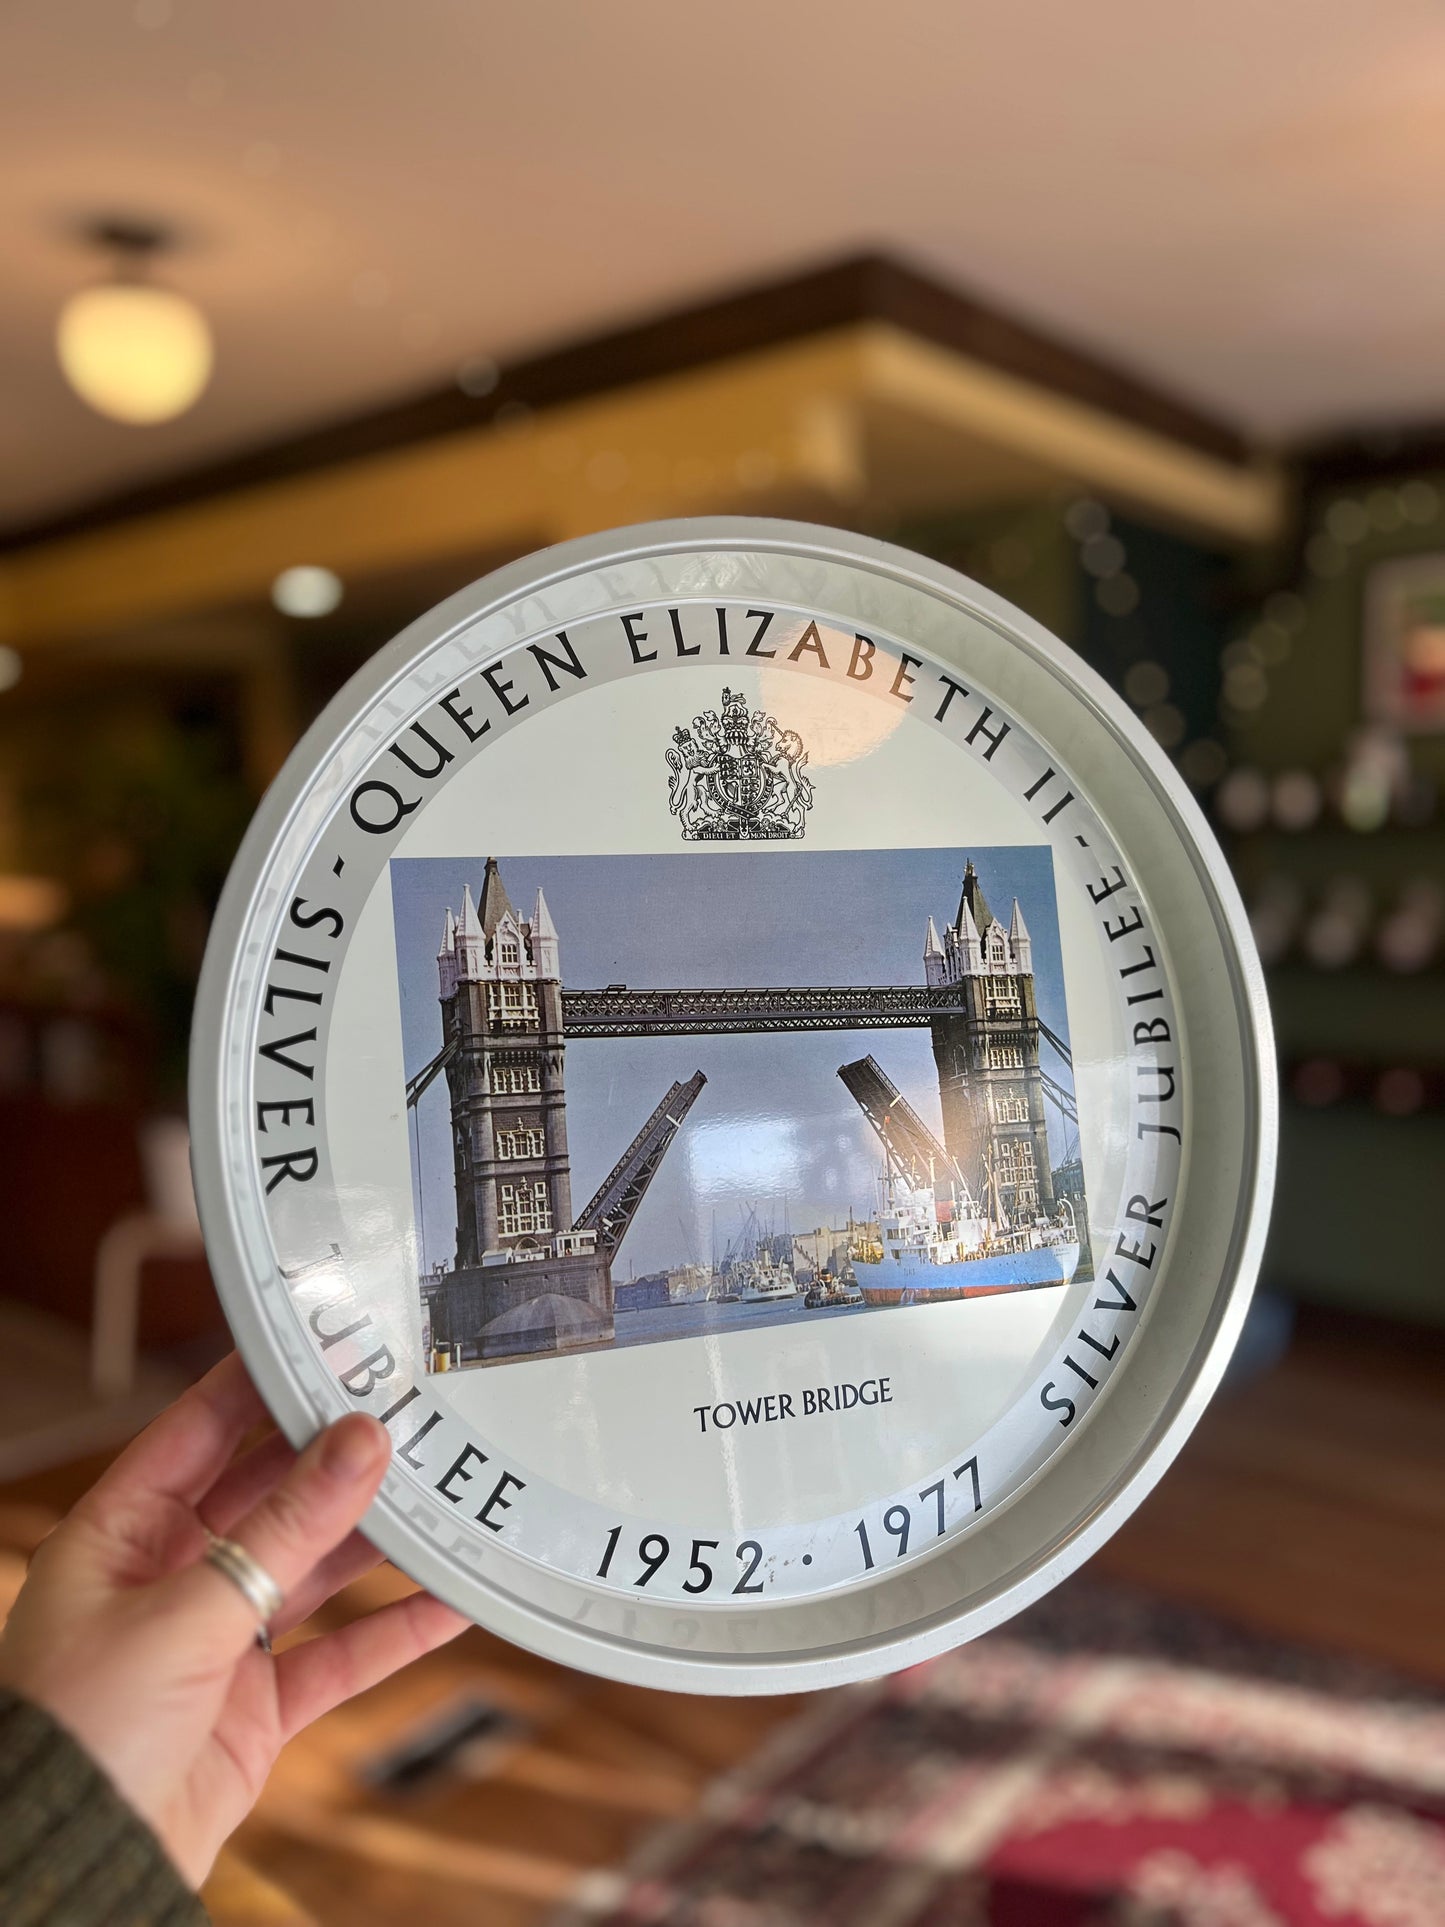 QUEEN ELIZABETH II - SILVER JUBILEE 1952 · 1977 SILVER JUBILEE -
DIEU ET MON DROIT
TOWER BRIDGE